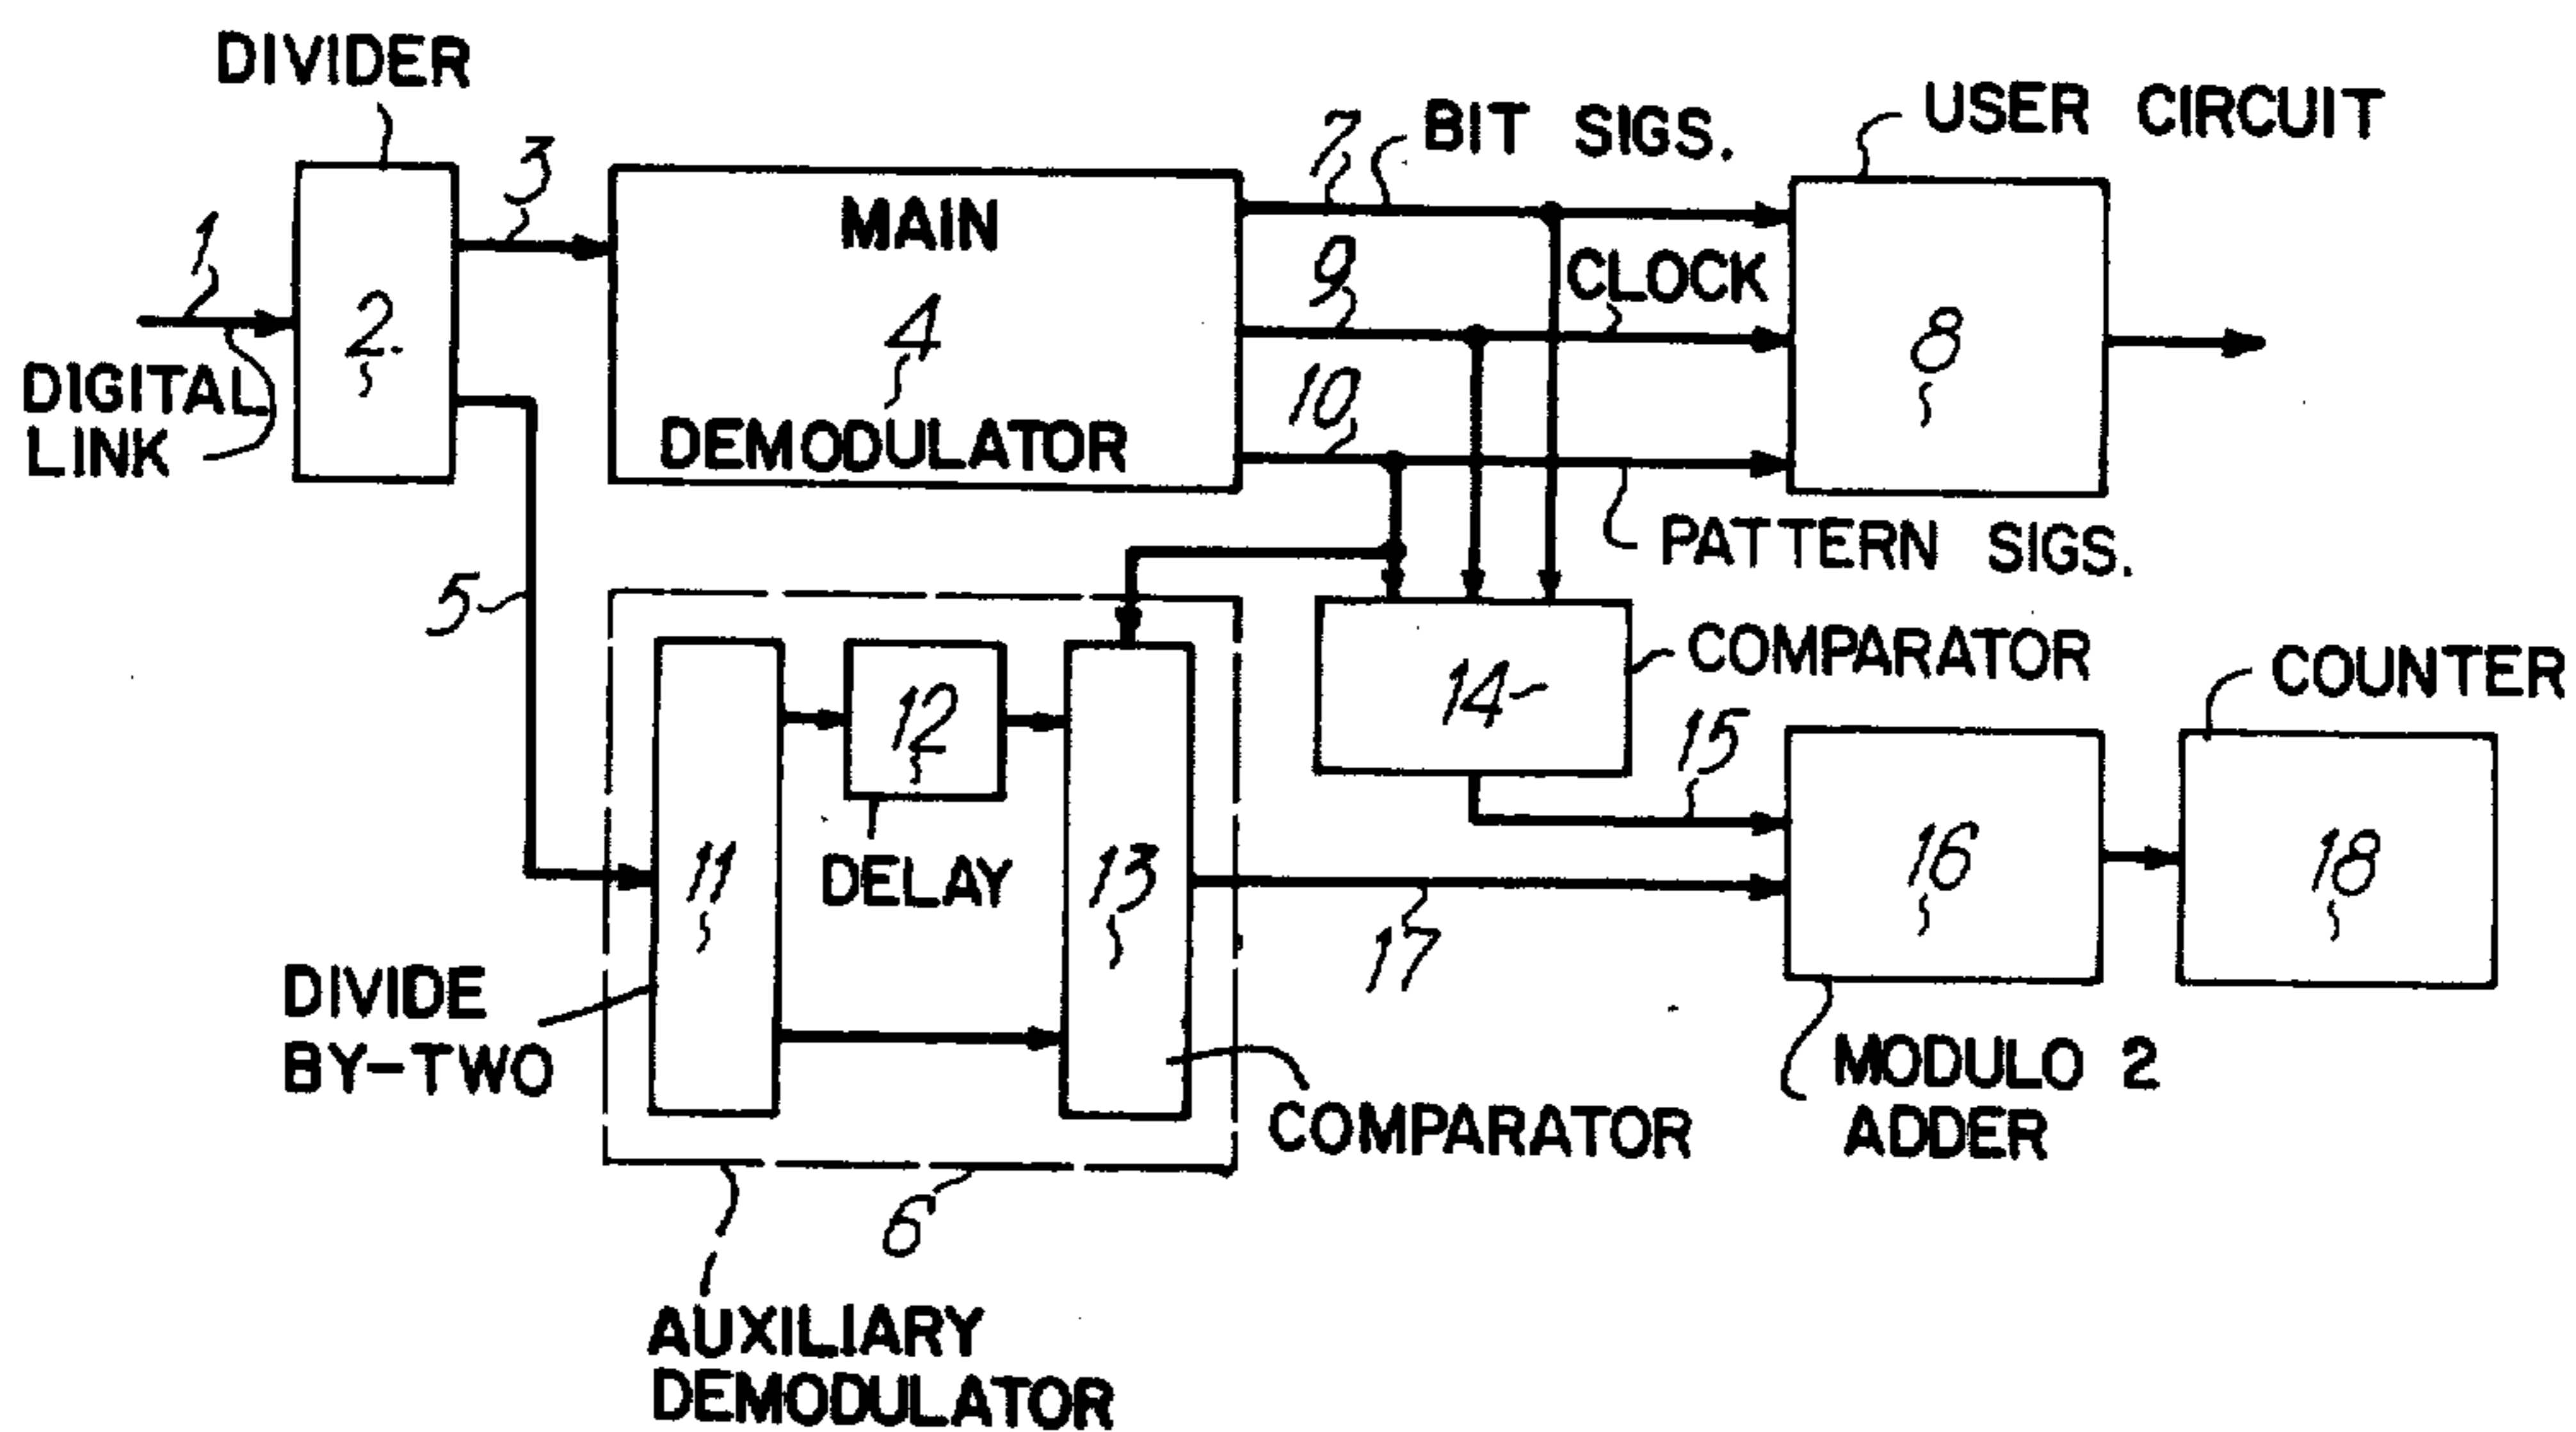 DIVIDER
3
7
BIT SIGS.
USER CIRCUIT
1
2.
MAIN
4
DEMODULATOR
9
CLOCK
8
DIGITAL
LINK
10
PATTERN SIGS.
5
12
DELAY
11
13
14
COMPARATOR
15
COUNTER
16
18
17
DIVIDE
BY-TWO
COMPARATOR
MODULO 2
ADDER
6
AUXILIARY
DEMODULATOR